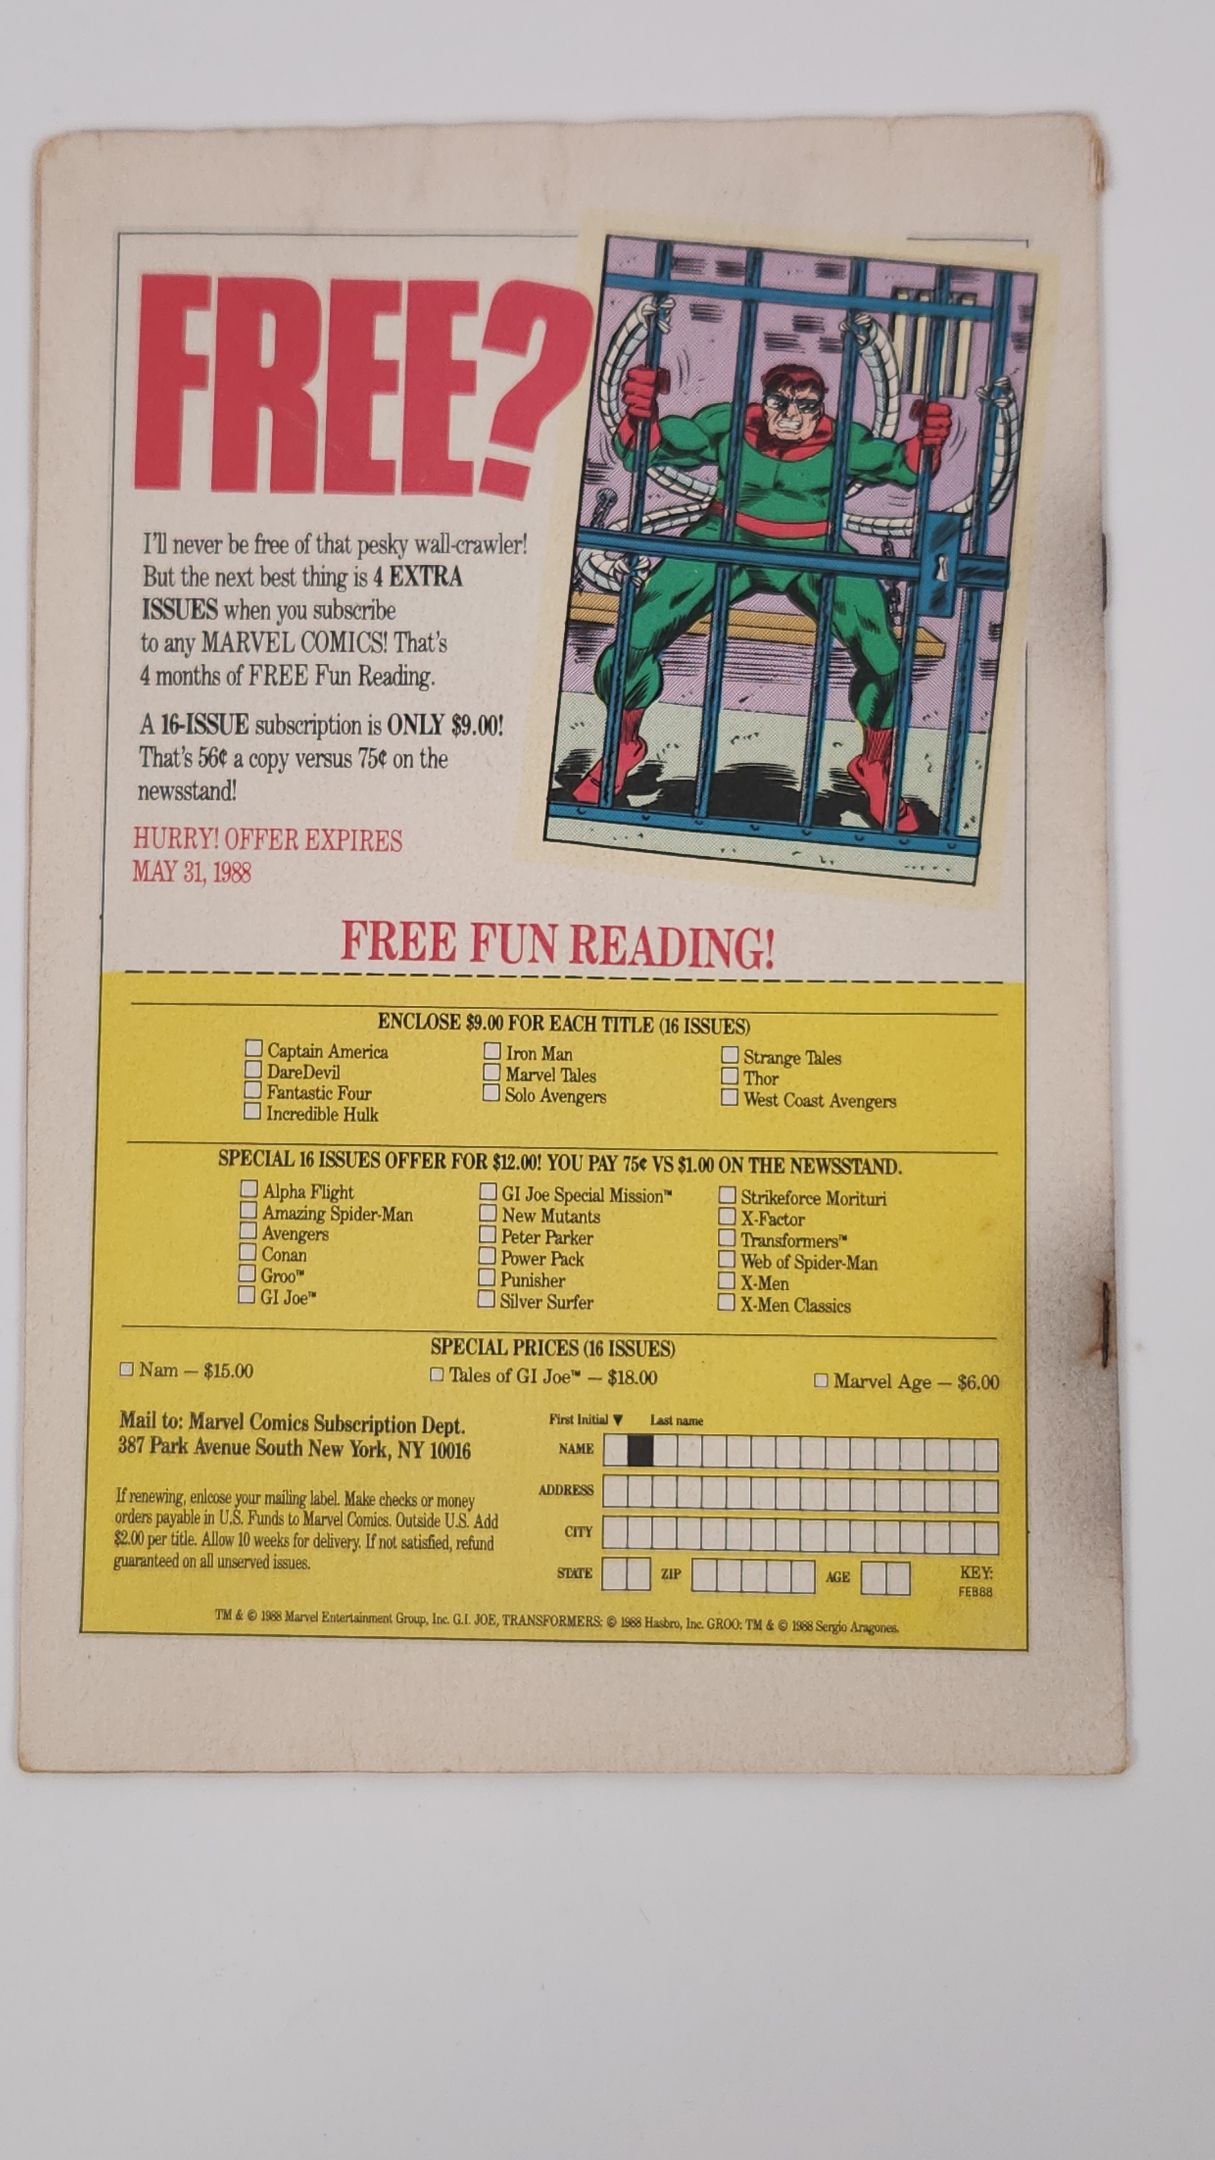 FREE?
I'll never be free of that pesky wall-crawler!
But the next best thing is 4 EXTRA
ISSUES when you subscribe
to any MARVEL COMICS! That's
4 months of FREE Fun Reading.
A 16-ISSUE subscription is ONLY $9.00!
That's 56¢ a copy versus 75¢ on the
newsstand!
HURRY! OFFER EXPIRES
MAY 31, 1988
FREE FUN READING!
ENCLOSE $9.00 FOR EACH TITLE (16 ISSUES)
Captain America
DareDevil
Fantastic Four
Incredible Hulk
Iron Man
Marvel Tales
Solo Avengers
Strange Tales
Thor
West Coast Avengers
SPECIAL 16 ISSUES OFFER FOR $12.00! YOU PAY 75¢ VS $1.00 ON THE NEWSSTAND.
Alpha Flight
Amazing Spider-Man
Avengers
Conan
Groo™
GI Joe™
GI Joe Special Mission™
New Mutants
Peter Parker
Power Pack
Punisher
Silver Surfer
Strikeforce Morituri
X-Factor
Transformers™
Web of Spider-Man
X-Men
X-Men Classics
SPECIAL PRICES (16 ISSUES)
Nam — $15.00
Tales of GI Joe™ — $18.00
Marvel Age — $6.00
Mail to: Marvel Comics Subscription Dept.
387 Park Avenue South New York, NY 10016
If renewing, enlcose your mailing label. Make checks or money
orders payable in U.S. Funds to Marvel Comics. Outside U.S. Add
$2.00 per title. Allow 10 weeks for delivery. If not satisfied, refund
guaranteed on all unserved issues.
First Initial ▼ Last name
NAME
ADDRESS
CITY
STATE ZIP AGE
KEY:
FEB88
TM & © 1988 Marvel Entertainment Group, Inc. G.I. JOE, TRANSFORMERS: © 1988 Hasbro, Inc. GROO: TM & © 1988 Sergio Aragones.